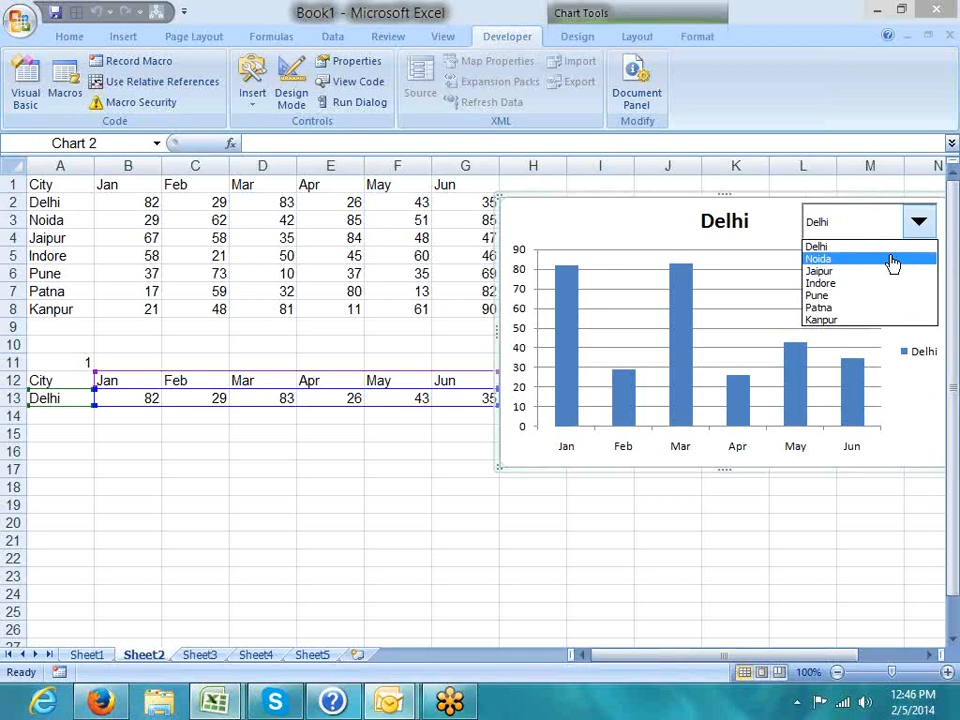 Book1 - Microsoft Excel
Chart Tools
Home Insert Page Layout Formulas Data Review View Developer Design Layout Format
Visual Basic
Macros
Record Macro
Use Relative References
Macro Security
Code
Insert
Design Mode
Properties
View Code
Run Dialog
Controls
Source
Map Properties
Expansion Packs
Refresh Data
Import
Export
XML
Document Panel
Modify
Chart 2
fx
A B C D E F G H I J K L M N
1 City Jan Feb Mar Apr May Jun
2 Delhi 82 29 83 26 43 35
3 Noida 29 62 42 85 51 85
4 Jaipur 67 58 35 84 48 47
5 Indore 58 21 50 45 60 46
6 Pune 37 73 10 37 35 69
7 Patna 17 59 32 80 13 82
8 Kanpur 21 48 81 11 61 90
9
10
11 1
12 City Jan Feb Mar Apr May Jun
13 Delhi 82 29 83 26 43 35
14
15
16
17
18
19
20
21
22
23
24
25
26
27
Delhi
Delhi
Delhi
Noida
Jaipur
Indore
Pune
Patna
Kanpur
90
80
70
60
50
40
30
20
10
0
Jan Feb Mar Apr May Jun
Delhi
Sheet1 Sheet2 Sheet3 Sheet4 Sheet5
Ready
100%
12:46 PM
2/5/2014